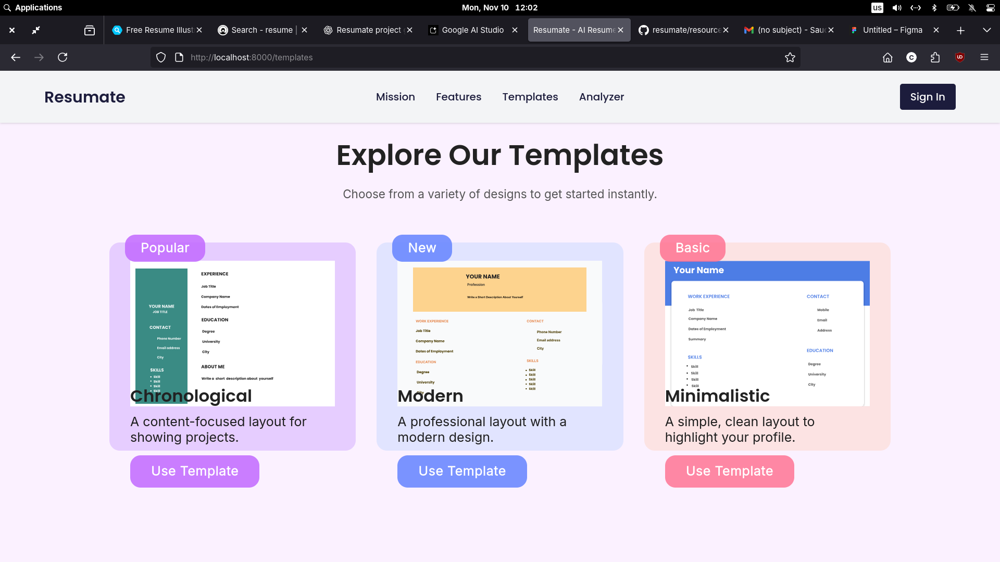 Applications
Mon, Nov 10 12:02
us
Free Resume Illust
Search - resume |
Resumate project
Google AI Studio
Resumate - AI Resume
resumate/resource
(no subject) - Sau
Untitled – Figma
http://localhost:8000/templates
Resumate
Mission
Features
Templates
Analyzer
Sign In
Explore Our Templates
Choose from a variety of designs to get started instantly.
Popular
YOUR NAME
JOB TITLE
CONTACT
Phone Number
Email address
City
SKILLS
• Skill
• Skill
• Skill
• Skill
EXPERIENCE
Job Title
Company Name
Dates of Employment
EDUCATION
Degree
University
City
ABOUT ME
Write a short description about yourself
Chronological
A content-focused layout for
showing projects.
Use Template
New
YOUR NAME
Profession
Write a Short Description About Yourself
WORK EXPERIENCE
Job Title
Company Name
Dates of Employment
EDUCATION
Degree
University
City
CONTACT
Phone Number
Email address
City
SKILLS
• Skill
• Skill
• Skill
• Skill
• Skill
Modern
A professional layout with a
modern design.
Use Template
Basic
Your Name
WORK EXPERIENCE
Job Title
Company Name
Dates of Employment
Summary
SKILLS
• Skill
• Skill
• Skill
• Skill
CONTACT
Mobile
Email
Address
EDUCATION
Degree
University
City
Minimalistic
A simple, clean layout to
highlight your profile.
Use Template